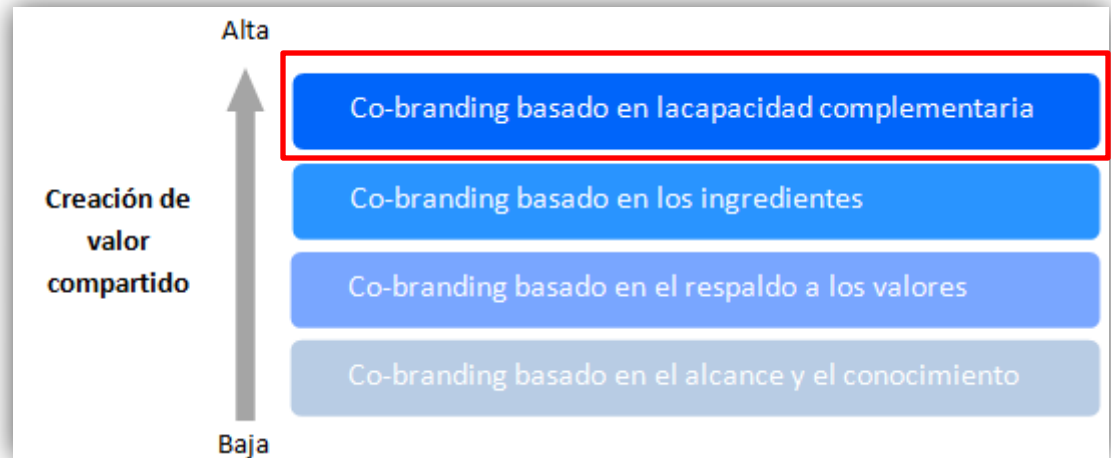 Alta
Co-branding basado en lacapacidad complementaria
Co-branding basado en los ingredientes
Creación de
valor
compartido
Co-branding basado en el respaldo a los valores
Co-branding basado en el alcance y el conocimiento
Baja